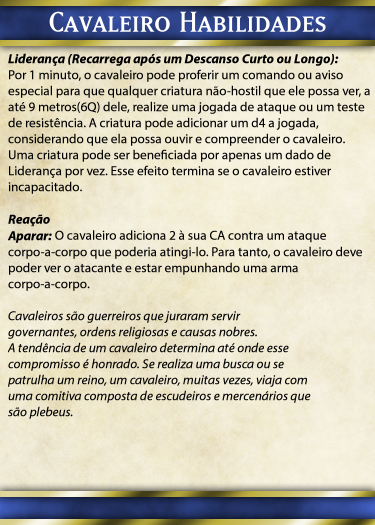 Cavaleiro Habilidades
Liderança (Recarrega após um Descanso Curto ou Longo):
Por 1 minuto, o cavaleiro pode proferir um comando ou aviso
especial para que qualquer criatura não-hostil que ele possa ver, a
até 9 metros(6Q) dele, realize uma jogada de ataque ou um teste
de resistência. A criatura pode adicionar um d4 a jogada,
considerando que ela possa ouvir e compreender o cavaleiro.
Uma criatura pode ser beneficiada por apenas um dado de
Liderança por vez. Esse efeito termina se o cavaleiro estiver
incapacitado.
Reação
Aparar: O cavaleiro adiciona 2 à sua CA contra um ataque
corpo-a-corpo que poderia atingi-lo. Para tanto, o cavaleiro deve
poder ver o atacante e estar empunhando uma arma
corpo-a-corpo.
Cavaleiros são guerreiros que juraram servir
governantes, ordens religiosas e causas nobres.
A tendência de um cavaleiro determina até onde esse
compromisso é honrado. Se realiza uma busca ou se
patrulha um reino, um cavaleiro, muitas vezes, viaja com
uma comitiva composta de escudeiros e mercenários que
são plebeus.